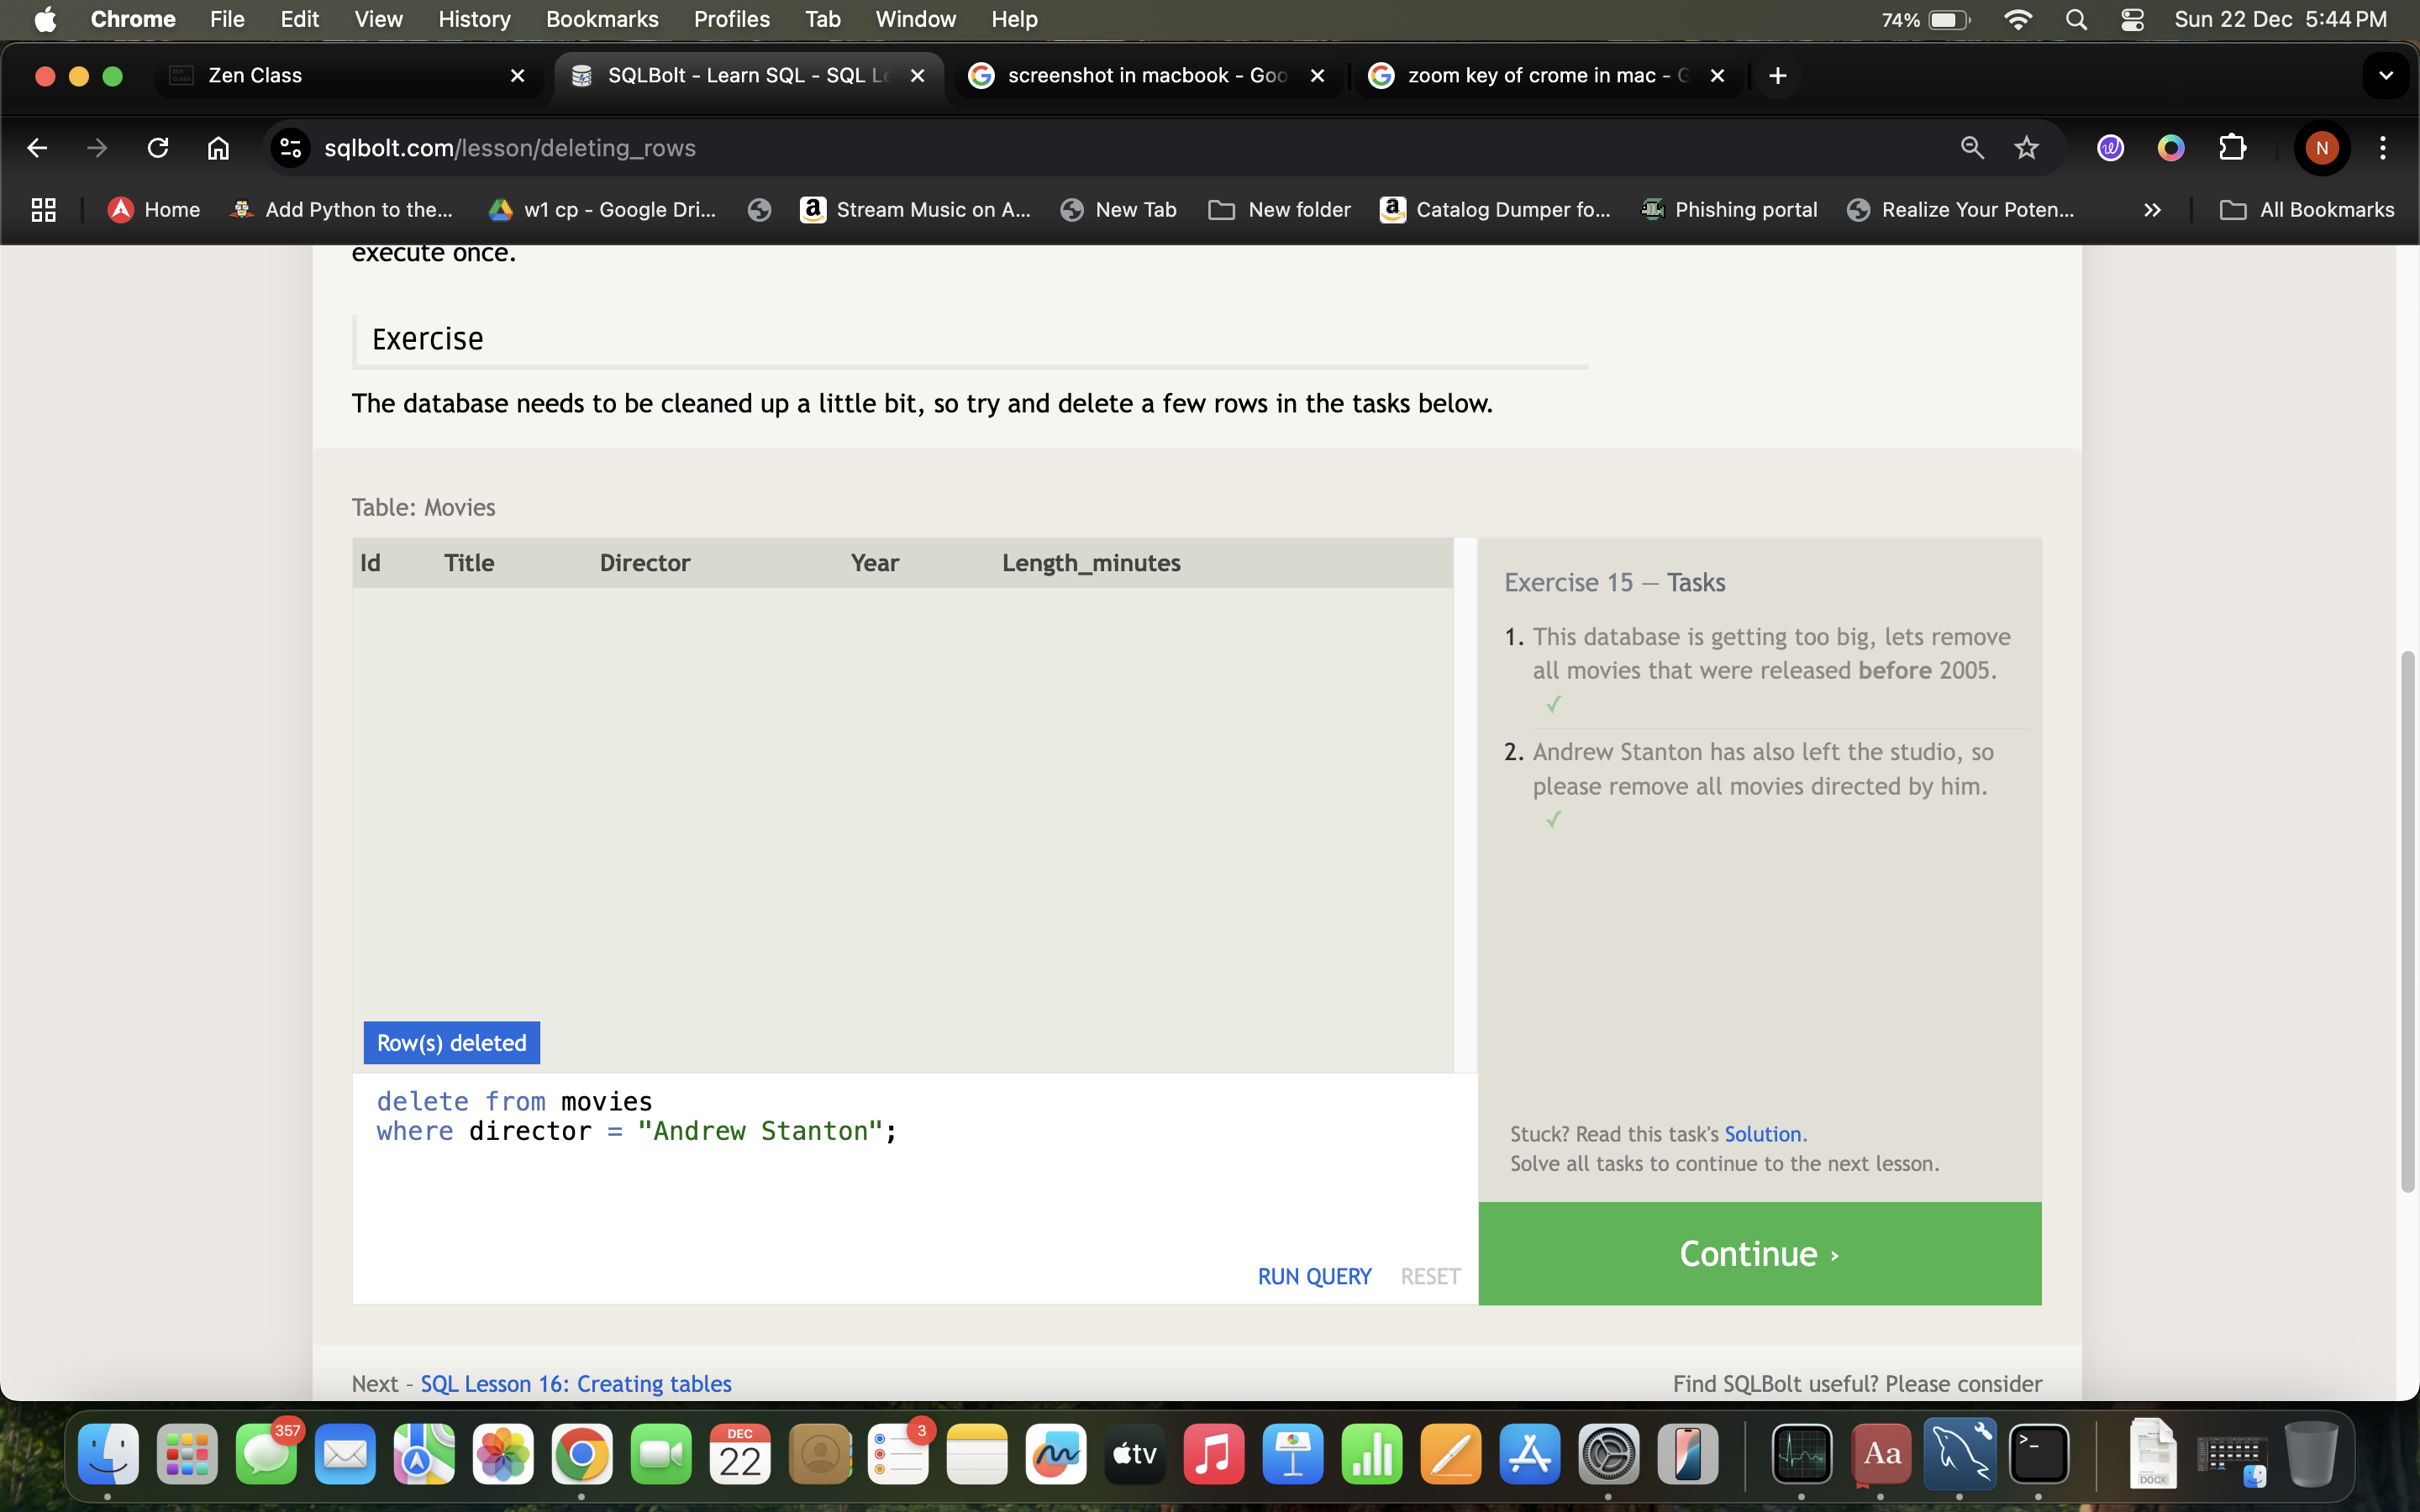 Chrome File Edit View History Bookmarks Profiles Tab Window Help 74% Sun 22 Dec 5:44 PM
Zen Class SQLBolt - Learn SQL - SQL Le screenshot in macbook - Goo zoom key of crome in mac - G
sqlbolt.com/lesson/deleting_rows N
Home Add Python to the... w1 cp - Google Dri... Stream Music on A... New Tab New folder Catalog Dumper fo... Phishing portal Realize Your Poten... All Bookmarks
execute once.
Exercise
The database needs to be cleaned up a little bit, so try and delete a few rows in the tasks below.
Table: Movies
Id Title Director Year Length_minutes
Exercise 15 — Tasks
1. This database is getting too big, lets remove
all movies that were released before 2005.
✓
2. Andrew Stanton has also left the studio, so
please remove all movies directed by him.
✓
Row(s) deleted
delete from movies
where director = "Andrew Stanton";
Stuck? Read this task's Solution.
Solve all tasks to continue to the next lesson.
RUN QUERY RESET
Continue ›
Next – SQL Lesson 16: Creating tables
Find SQLBolt useful? Please consider
357 DEC 22 3 tv Aa >_ DOCX